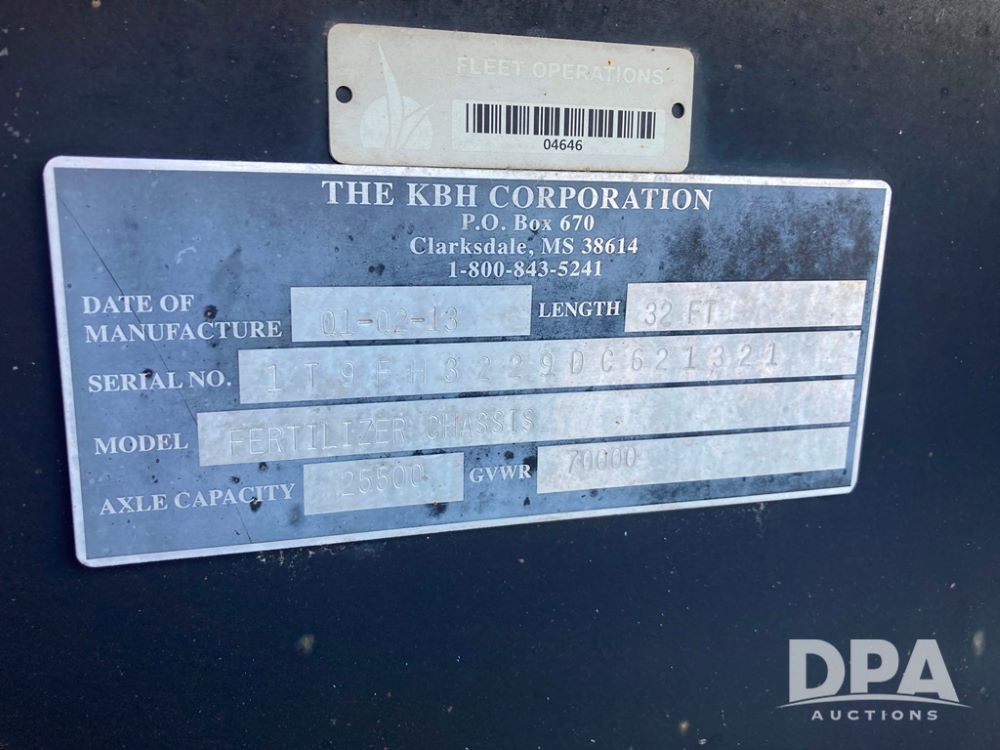 FLEET OPERATIONS
04646
THE KBH CORPORATION
P.O. Box 670
Clarksdale, MS 38614
1-800-843-5241
DATE OF MANUFACTURE 01-02-13 LENGTH 32 FT
SERIAL NO. 1T9FH3229DC621321
MODEL FERTILIZER CHASSIS
AXLE CAPACITY 25500 GVWR 70000
DPA
AUCTIONS